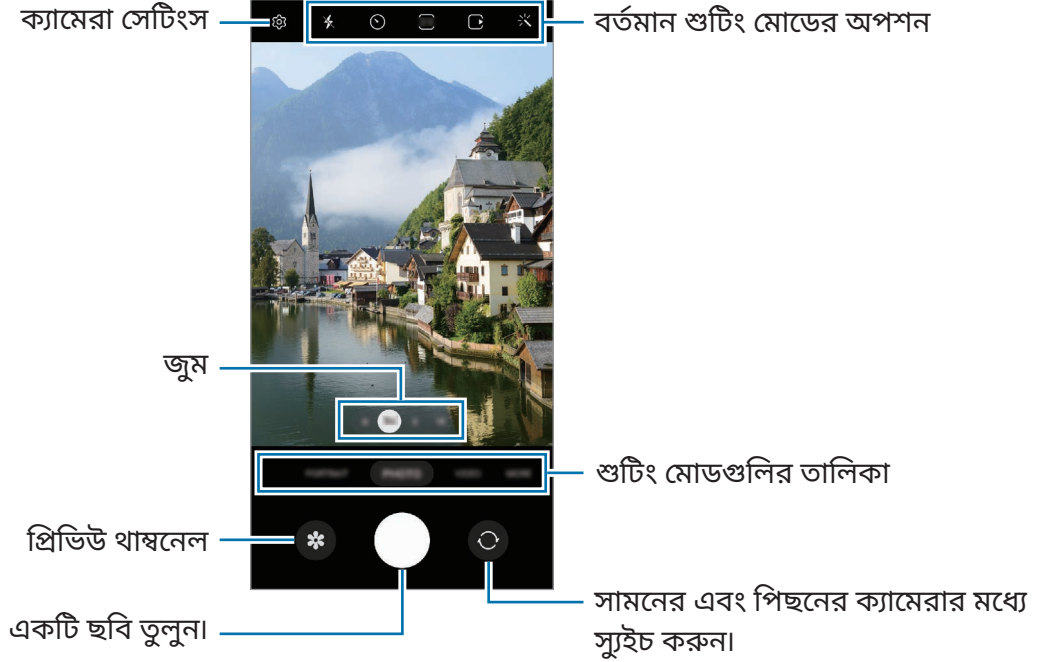 ক্যামেরা সেটিংস
বর্তমান শুটিং মোডের অপশন
জুম
শুটিং মোডগুলির তালিকা
প্রিভিউ থাম্বনেল
একটি ছবি তুলুন।
সামনের এবং পিছনের ক্যামেরার মধ্যে
স্যুইচ করুন।